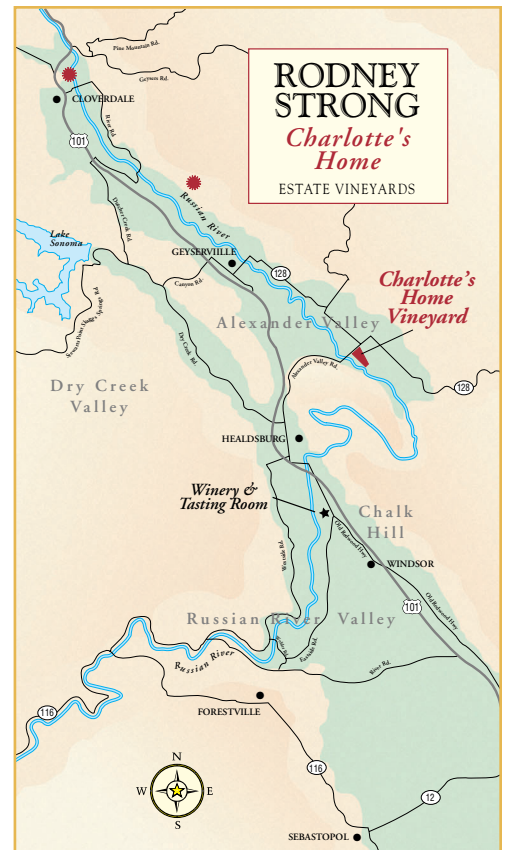 RODNEY
STRONG
Charlotte's
Home
ESTATE VINEYARDS
Pine Mountain Rd.
Geysers Rd.
CLOVERDALE
River Rd.
101
Dutcher Creek Rd.
Russian River
Lake
Sonoma
GEYSERVIILLE
128
Canyon Rd.
Charlotte's
Home
Vineyard
Alexander Valley
Dry Creek Rd.
Alexander Valley Rd.
Dry Creek
Valley
128
HEALDSBURG
Winery &
Tasting Room
Chalk
Hill
Old Redwood Hwy
WINDSOR
Old Redwood Hwy
101
Russian River Valley
Eastside Rd.
River Rd.
Russian River
116
FORESTVILLE
N
W
E
S
116
12
SEBASTOPOL